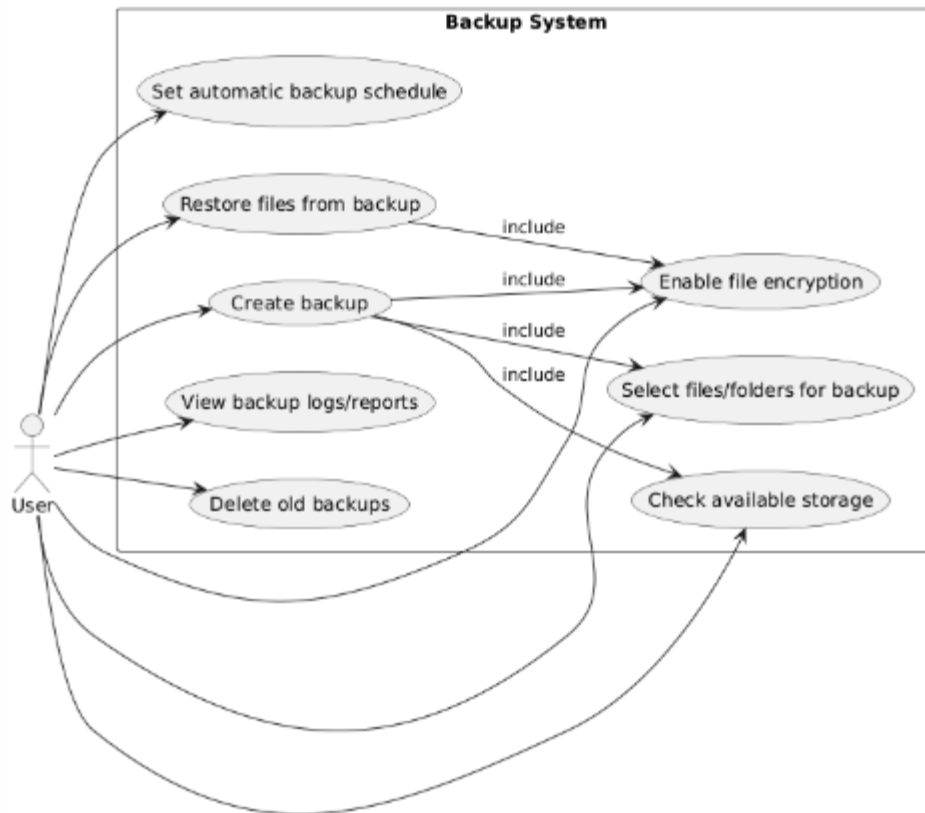 Backup System
Set automatic backup schedule
Restore files from backup
include
Enable file encryption
include
Create backup
include
Select files/folders for backup
include
View backup logs/reports
Check available storage
Delete old backups
User